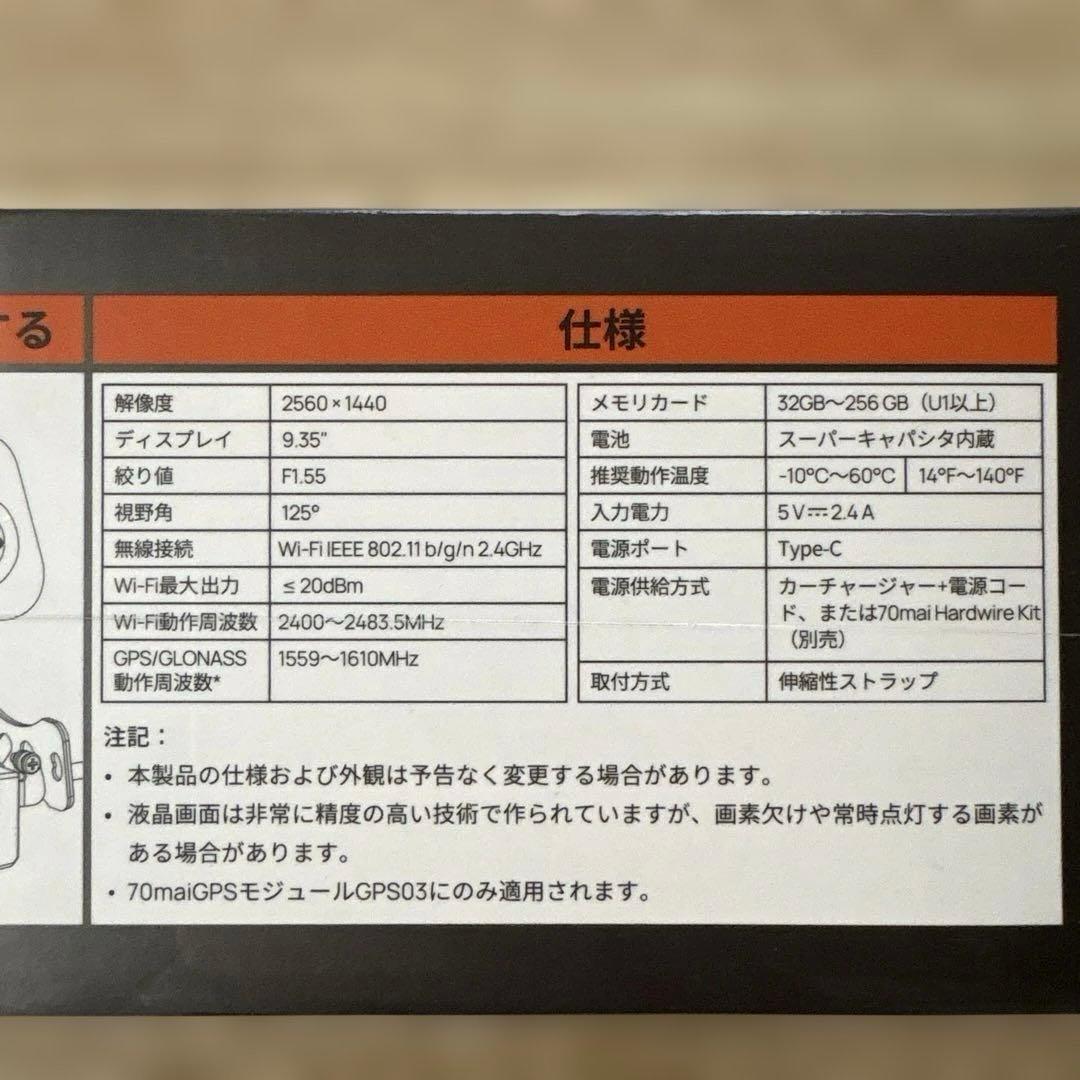 する
仕様
解像度 2560×1440
ディスプレイ 9.35"
絞り値 F1.55
視野角 125°
無線接続 Wi-Fi IEEE 802.11 b/g/n 2.4GHz
Wi-Fi最大出力 ≤ 20dBm
Wi-Fi動作周波数 2400〜2483.5MHz
GPS/GLONASS 1559〜1610MHz
動作周波数*
メモリカード 32GB〜256 GB（U1以上）
電池 スーパーキャパシタ内蔵
推奨動作温度 -10°C〜60°C 14°F〜140°F
入力電力 5 V⎓2.4 A
電源ポート Type-C
電源供給方式 カーチャージャー+電源コー
ド、または70mai Hardwire Kit
（別売）
取付方式 伸縮性ストラップ
注記：
• 本製品の仕様および外観は予告なく変更する場合があります。
• 液晶画面は非常に精度の高い技術で作られていますが、画素欠けや常時点灯する画素が
ある場合があります。
• 70maiGPSモジュールGPS03にのみ適用されます。